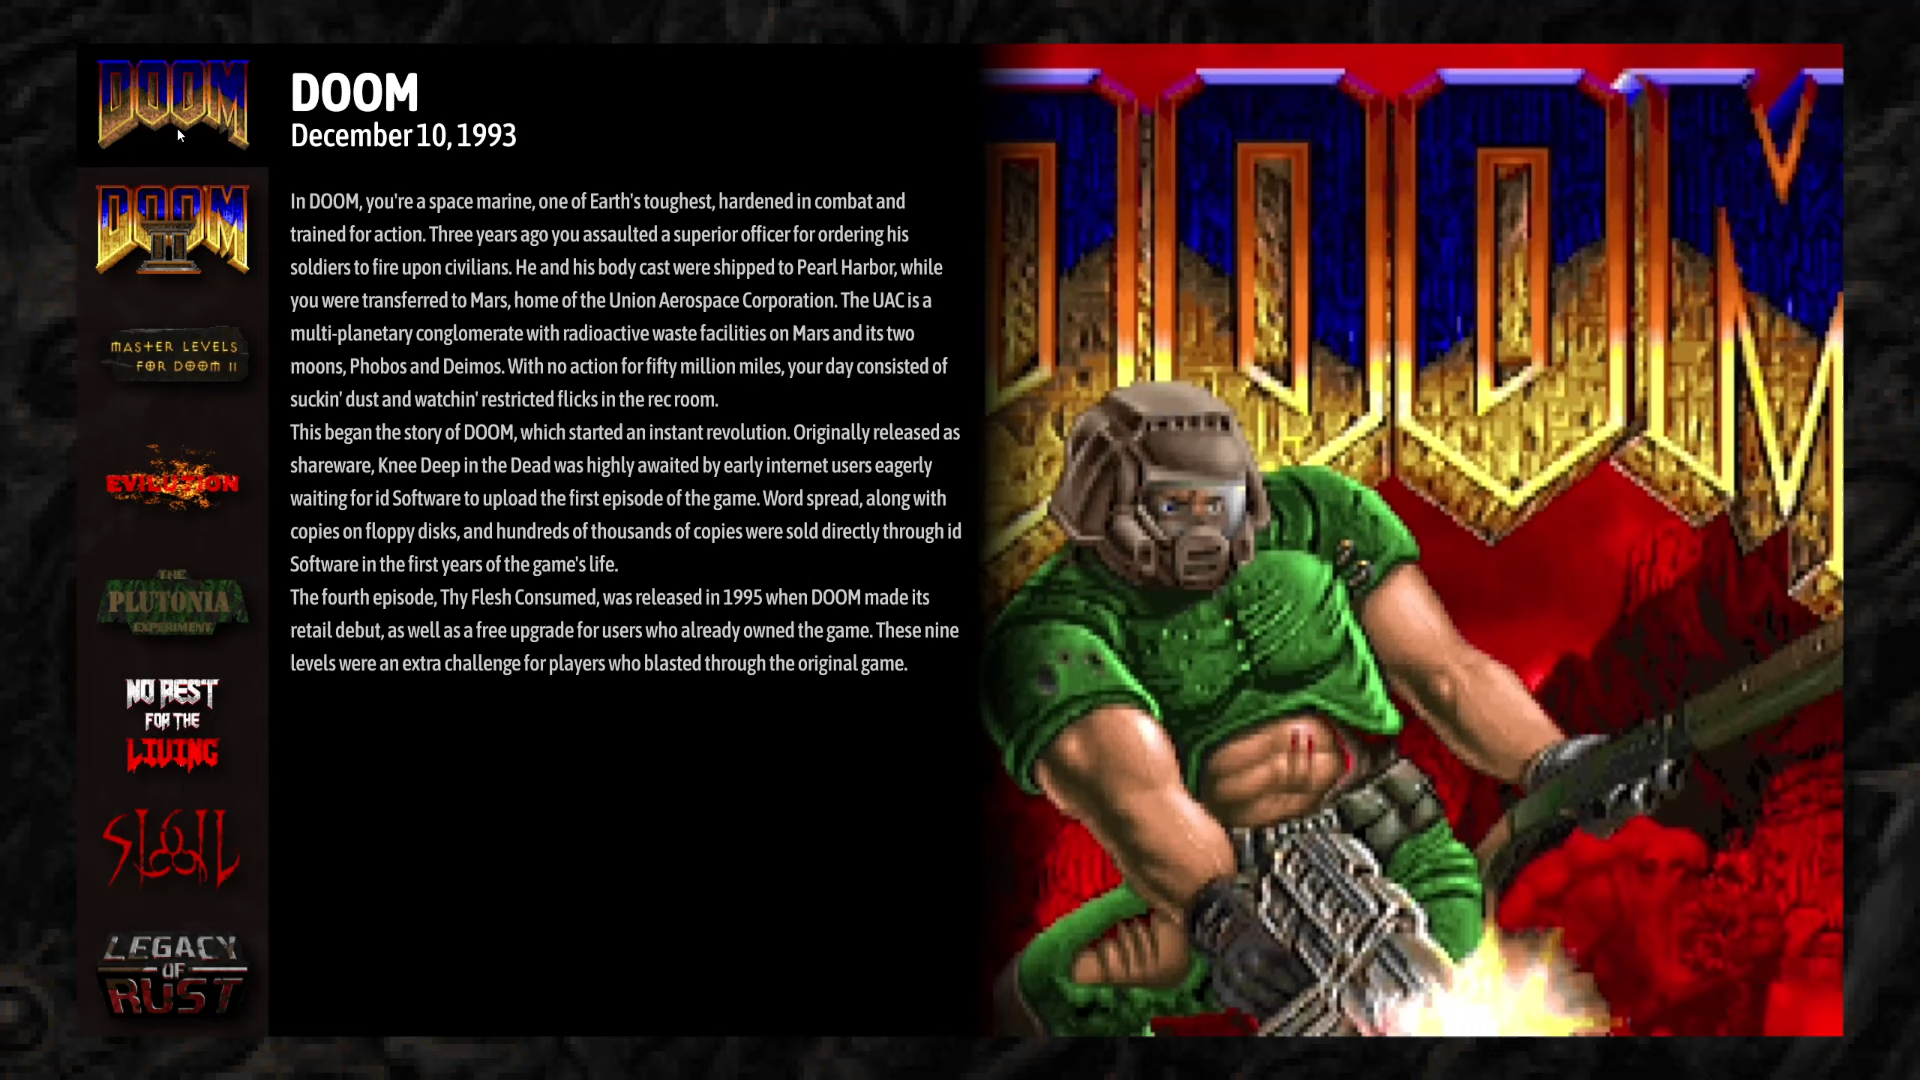 DOOM
DOOM
II
MASTER LEVELS
FOR DOOM II
EVILUTION
THE
PLUTONIA
EXPERIMENT
NO REST
FOR THE
LIVING
SIGIL
LEGACY
OF
RUST
DOOM
December 10, 1993
In DOOM, you're a space marine, one of Earth's toughest, hardened in combat and
trained for action. Three years ago you assaulted a superior officer for ordering his
soldiers to fire upon civilians. He and his body cast were shipped to Pearl Harbor, while
you were transferred to Mars, home of the Union Aerospace Corporation. The UAC is a
multi-planetary conglomerate with radioactive waste facilities on Mars and its two
moons, Phobos and Deimos. With no action for fifty million miles, your day consisted of
suckin' dust and watchin' restricted flicks in the rec room.
This began the story of DOOM, which started an instant revolution. Originally released as
shareware, Knee Deep in the Dead was highly awaited by early internet users eagerly
waiting for id Software to upload the first episode of the game. Word spread, along with
copies on floppy disks, and hundreds of thousands of copies were sold directly through id
Software in the first years of the game's life.
The fourth episode, Thy Flesh Consumed, was released in 1995 when DOOM made its
retail debut, as well as a free upgrade for users who already owned the game. These nine
levels were an extra challenge for players who blasted through the original game.
DOOM